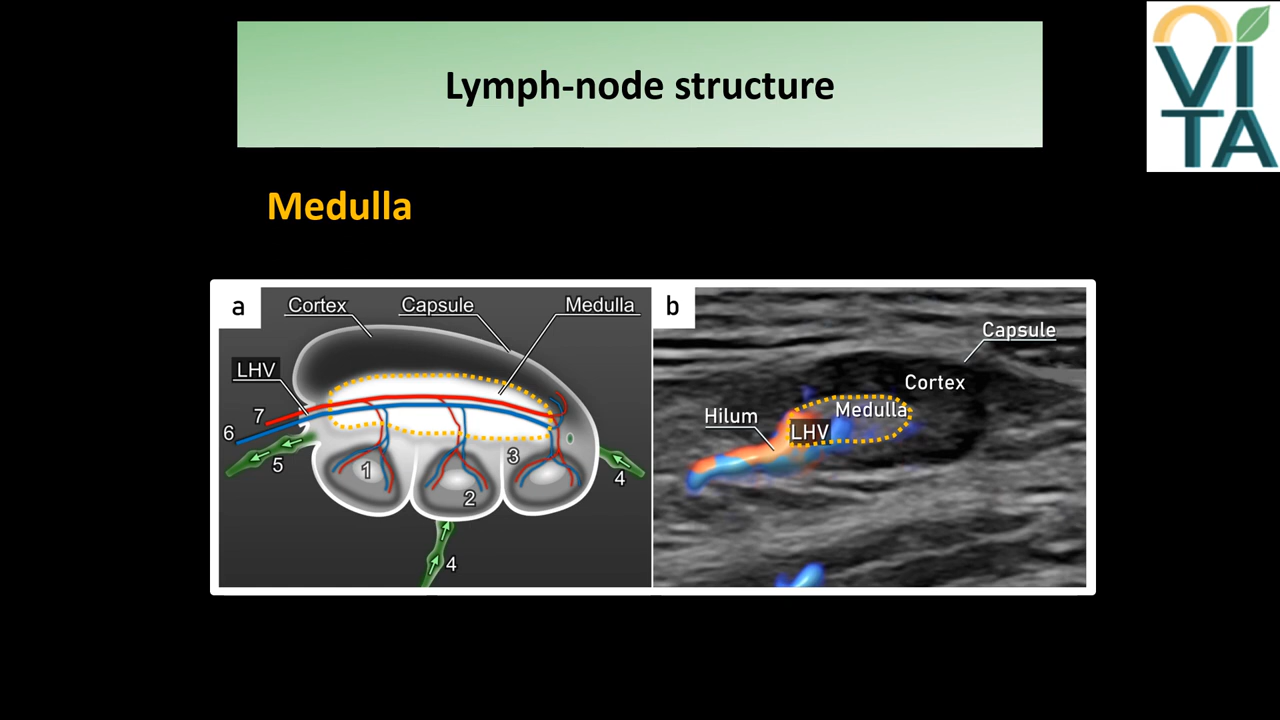 Lymph-node structure
VI
TA
Medulla
a
Cortex
Capsule
Medulla
LHV
7
6
5
1
2
3
4
4
b
Capsule
Cortex
Medulla
Hilum
LHV